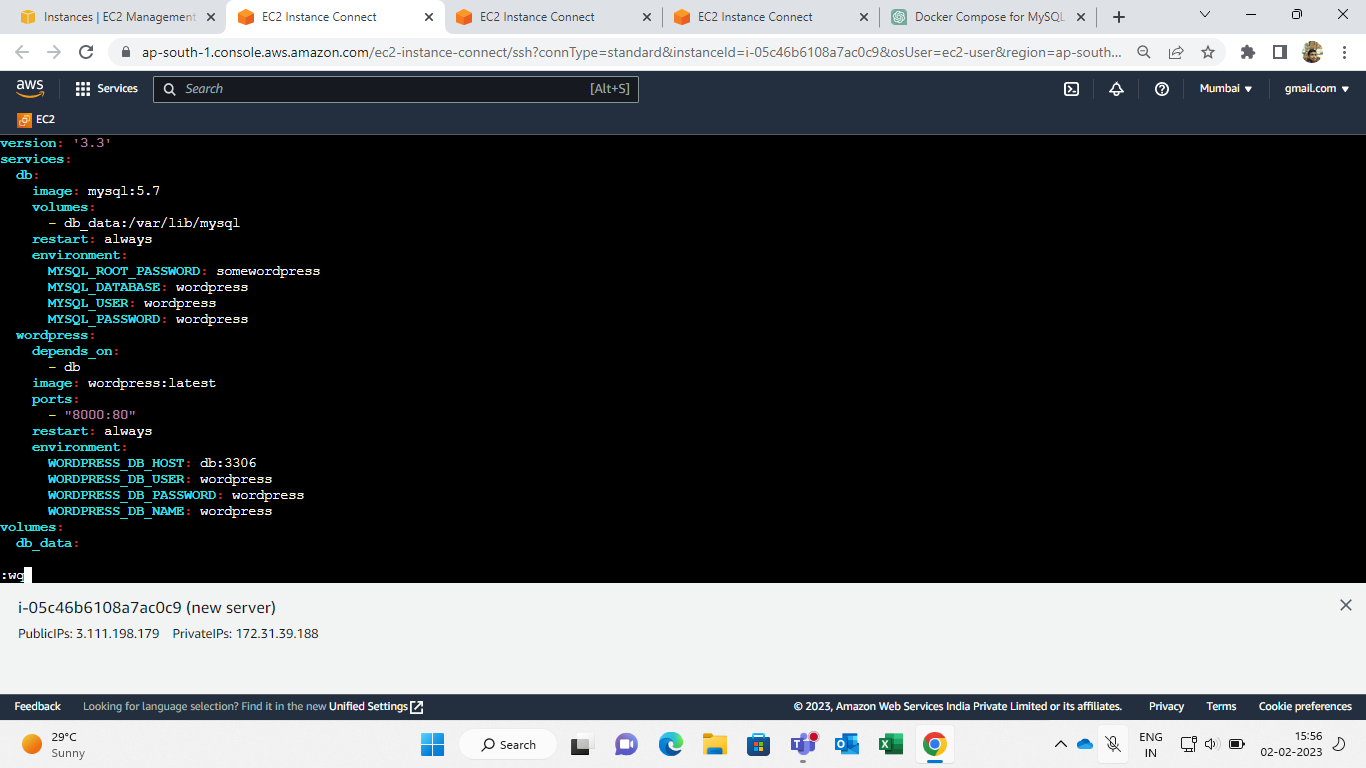 Instances | EC2 Management
EC2 Instance Connect
EC2 Instance Connect
EC2 Instance Connect
Docker Compose for MySQL
ap-south-1.console.aws.amazon.com/ec2-instance-connect/ssh?connType=standard&instanceId=i-05c46b6108a7ac0c9&osUser=ec2-user&region=ap-south...
aws
Services
Search
[Alt+S]
Mumbai
gmail.com
EC2
version: '3.3'
services:
  db:
    image: mysql:5.7
    volumes:
      - db_data:/var/lib/mysql
    restart: always
    environment:
      MYSQL_ROOT_PASSWORD: somewordpress
      MYSQL_DATABASE: wordpress
      MYSQL_USER: wordpress
      MYSQL_PASSWORD: wordpress
  wordpress:
    depends_on:
      - db
    image: wordpress:latest
    ports:
      - "8000:80"
    restart: always
    environment:
      WORDPRESS_DB_HOST: db:3306
      WORDPRESS_DB_USER: wordpress
      WORDPRESS_DB_PASSWORD: wordpress
      WORDPRESS_DB_NAME: wordpress
volumes:
  db_data:
:wq
i-05c46b6108a7ac0c9 (new server)
PublicIPs: 3.111.198.179 PrivateIPs: 172.31.39.188
Feedback Looking for language selection? Find it in the new Unified Settings © 2023, Amazon Web Services India Private Limited or its affiliates. Privacy Terms Cookie preferences
29°C
Sunny
Search
ENG
IN
15:56
02-02-2023